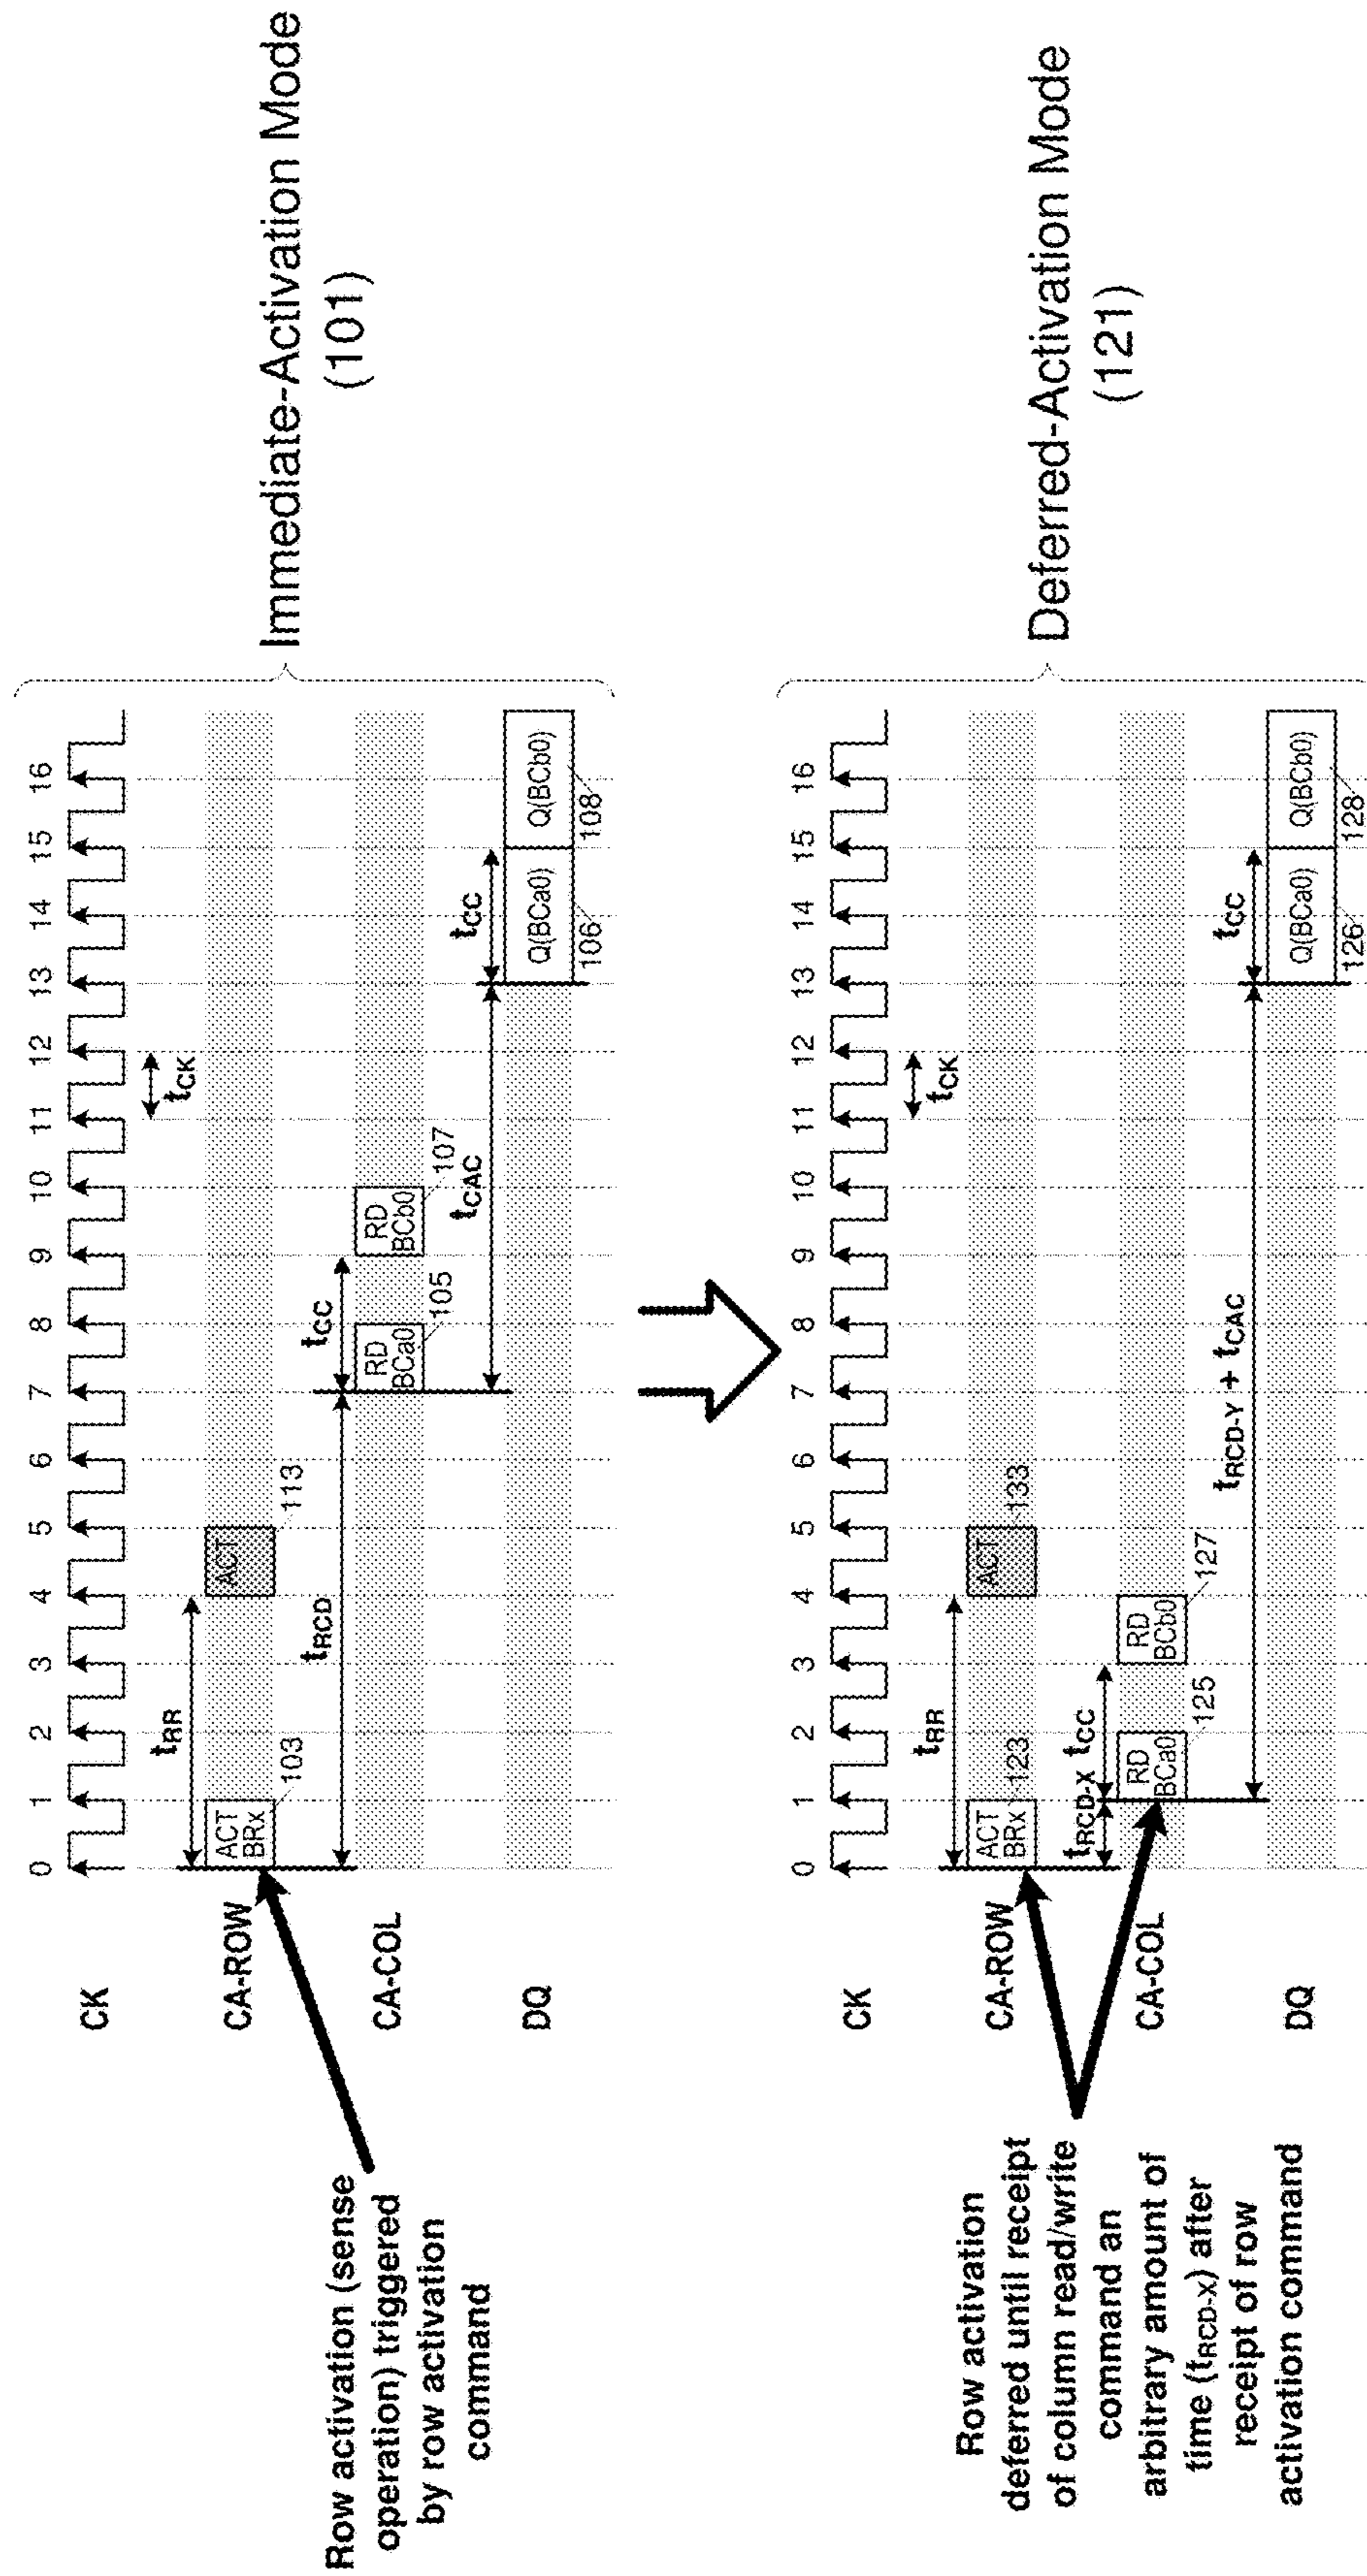 Immediate-Activation Mode
(101)
0 1 2 3 4 5 6 7 8 9 10 11 12 13 14 15 16
CK
tCK
tRR
CA-ROW
ACT
BRx
103
ACT
113
tRCD
tCC
CA-COL
RD
BCa0
105
RD
BCb0
107
tCAC
tCC
DQ
Q(BCa0)
106
Q(BCb0)
108
Row activation (sense
operation) triggered
by row activation
command
Deferred-Activation Mode
(121)
0 1 2 3 4 5 6 7 8 9 10 11 12 13 14 15 16
CK
tCK
tRR
CA-ROW
ACT
BRx
123
ACT
133
tRCD-X
tCC
CA-COL
RD
BCa0
125
RD
BCb0
127
tRCD-Y + tCAC
tCC
DQ
Q(BCa0)
126
Q(BCb0)
128
Row activation
deferred until receipt
of column read/write
command an
arbitrary amount of
time (tRCD-X) after
receipt of row
activation command